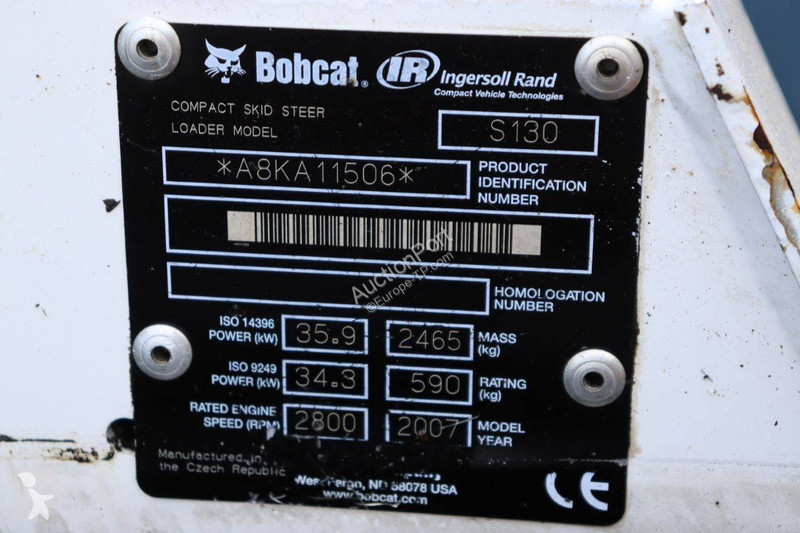 Bobcat® IR Ingersoll Rand
Compact Vehicle Technologies
COMPACT SKID STEER
LOADER MODEL
S130
*A8KA11506*
PRODUCT
IDENTIFICATION
NUMBER
AuctionPort
©Europe-TP.com
HOMOLOGATION
NUMBER
ISO 14396
POWER (kW)
35.9
2465
MASS
(kg)
ISO 9249
POWER (kW)
34.3
590
RATING
(kg)
RATED ENGINE
SPEED (RPM)
2800
2007
MODEL
YEAR
Manufactured in
the Czech Republic
West Fargo, ND 58078 USA
www.bobcat.com
CE